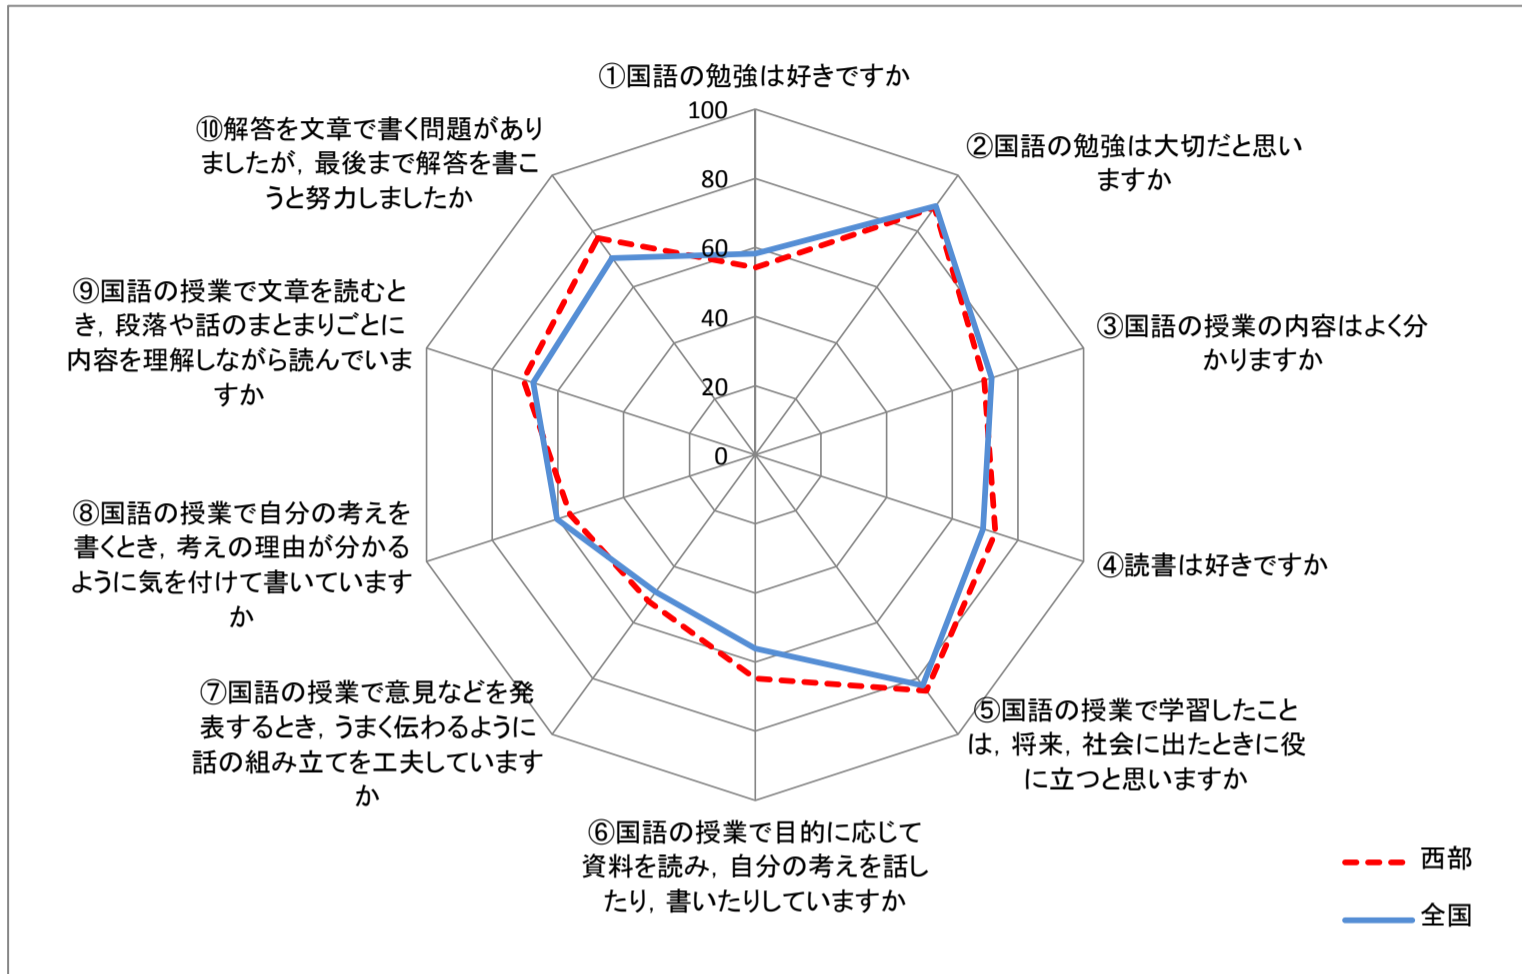 ①国語の勉強は好きですか
②国語の勉強は大切だと思い
ますか
③国語の授業の内容はよく分
かりますか
④読書は好きですか
⑤国語の授業で学習したこと
は，将来，社会に出たときに役
に立つと思いますか
⑥国語の授業で目的に応じて
資料を読み，自分の考えを話し
たり，書いたりしていますか
⑦国語の授業で意見などを発
表するとき，うまく伝わるように
話の組み立てを工夫しています
か
⑧国語の授業で自分の考えを
書くとき，考えの理由が分かる
ように気を付けて書いています
か
⑨国語の授業で文章を読むと
き，段落や話のまとまりごとに
内容を理解しながら読んでいま
すか
⑩解答を文章で書く問題があり
ましたが，最後まで解答を書こ
うと努力しましたか
100
80
60
40
20
0
西部
全国